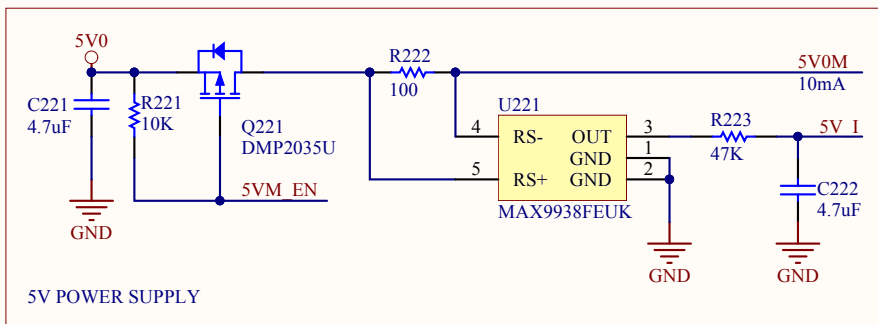 5V0
C221
4.7uF
R221
10K
Q221
DMP2035U
5VM_EN
GND
R222
100
5V0M
10mA
U221
4 RS- OUT 3
GND 1
5 RS+ GND 2
MAX9938FEUK
R223
47K
5V_I
C222
4.7uF
GND
GND
5V POWER SUPPLY